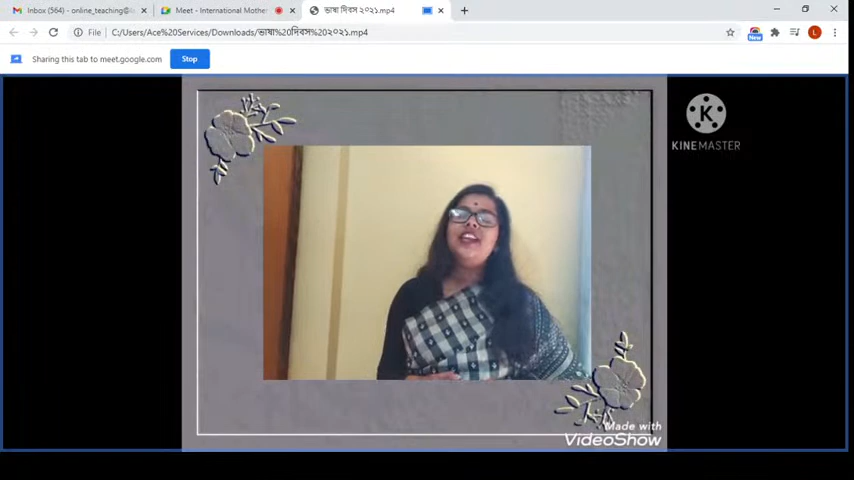 Inbox (564) - online_teaching@
Meet - International Mother
ভাষা দিবস ২০২১.mp4
File C:/Users/Ace%20Services/Downloads/ভাষা%20দিবস%20২০২১.mp4
New
L
Sharing this tab to meet.google.com
Stop
K
KINEMASTER
Made with
VideoShow